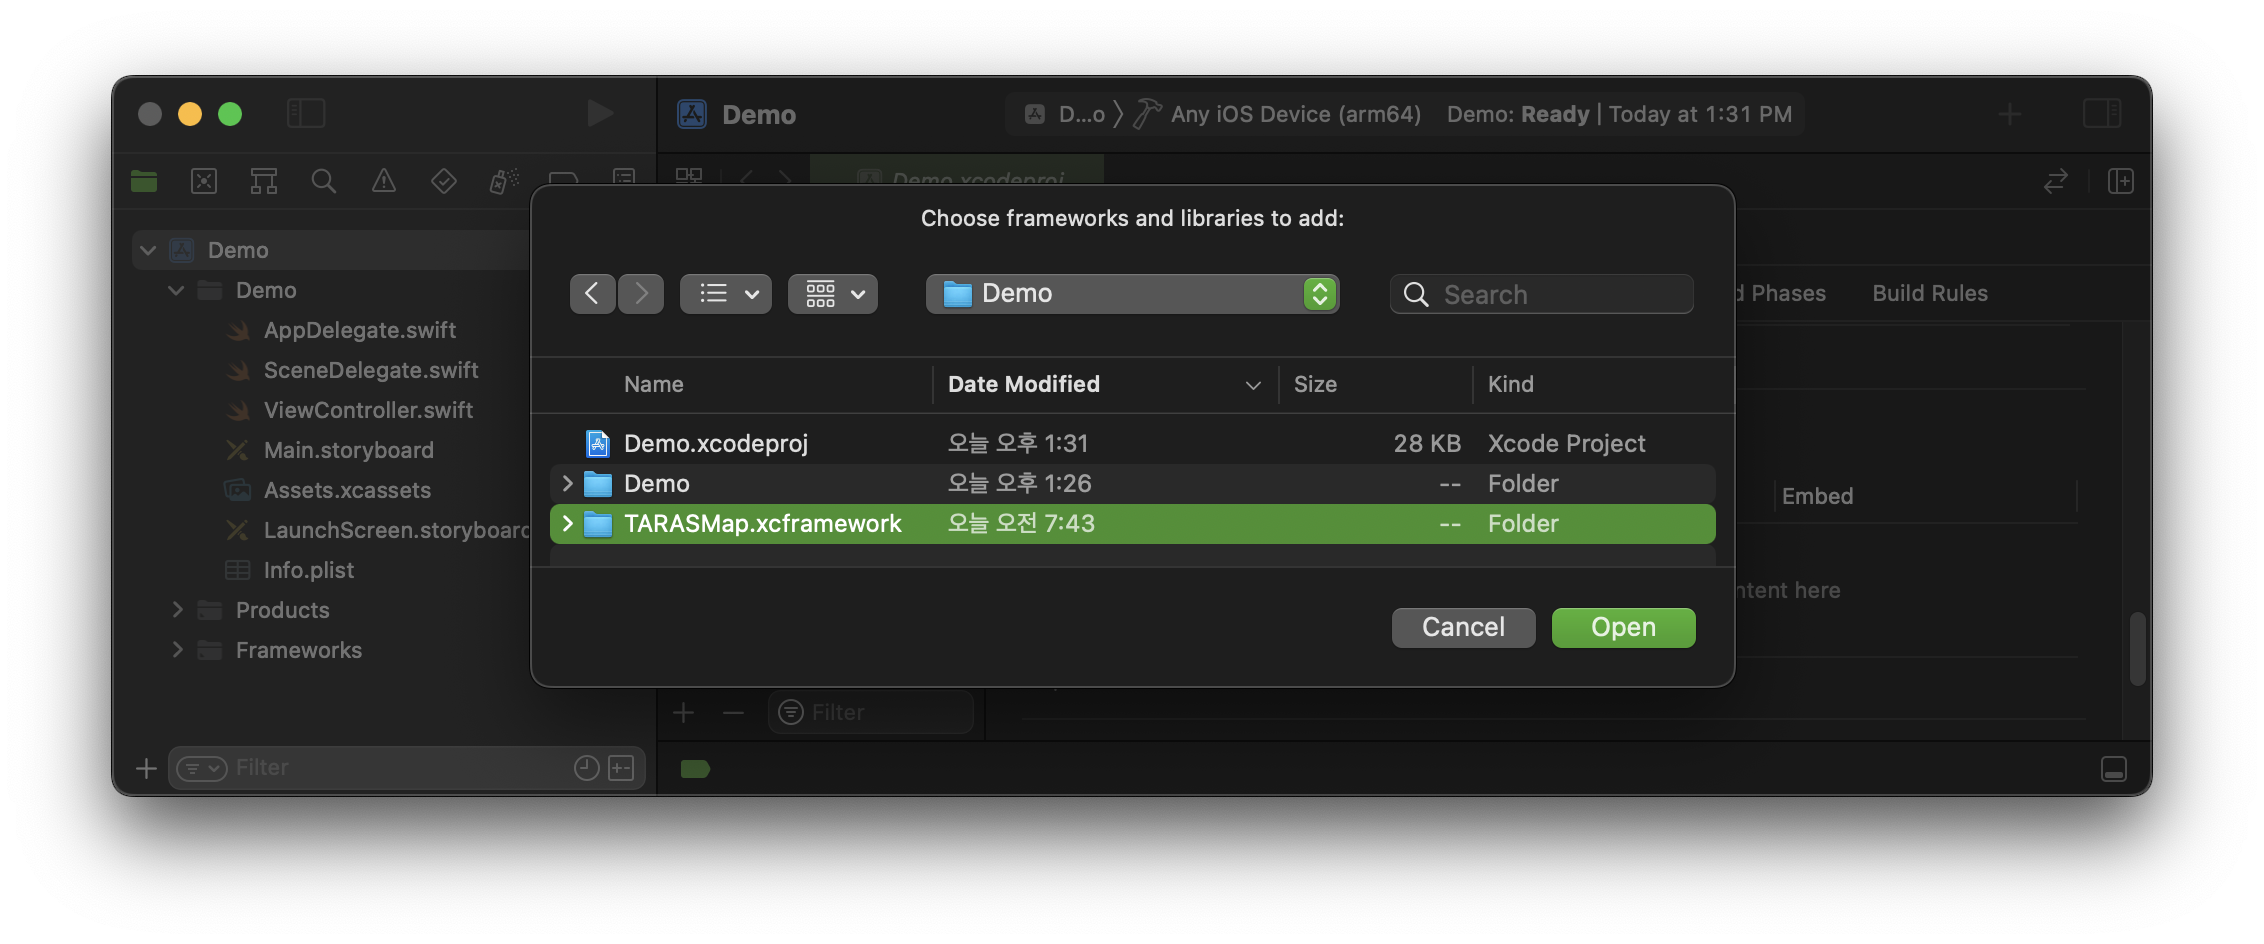 Demo
D...o
Any iOS Device (arm64)
Demo: Ready | Today at 1:31 PM
Demo.xcodeproj
Demo
Demo
AppDelegate.swift
SceneDelegate.swift
ViewController.swift
Main.storyboard
Assets.xcassets
LaunchScreen.storyboard
Info.plist
Products
Frameworks
Filter
Choose frameworks and libraries to add:
Demo
Search
Name
Date Modified
Size
Kind
Demo.xcodeproj 오늘 오후 1:31 28 KB Xcode Project
Demo 오늘 오후 1:26 -- Folder
TARASMap.xcframework 오늘 오전 7:43 -- Folder
Cancel
Open
Phases
Build Rules
Embed
here
Filter